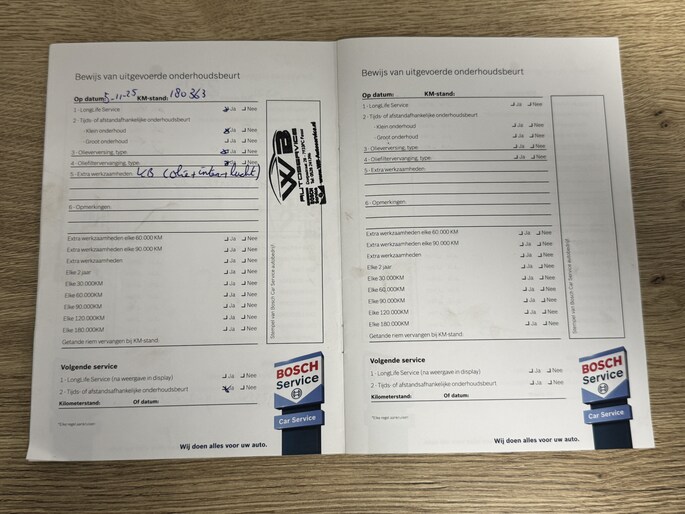 Bewijs van uitgevoerde onderhoudsbeurt
Op datum: 5-11-25 KM-stand: 180363
1 - LongLife Service Ja Nee
2 - Tijds- of afstandsafhankelijke onderhoudsbeurt
- Klein onderhoud Ja Nee
- Groot onderhoud Ja Nee
3 - Olieverversing, type: Ja Nee
4 - Oliefiltervervanging, type: Ja Nee
5 - Extra werkzaamheden: KB (olie + inter + lucht)
6 - Opmerkingen:
Extra werkzaamheden elke 60.000 KM Ja Nee
Extra werkzaamheden elke 90.000 KM Ja Nee
Extra werkzaamheden Ja Nee
Elke 2 jaar Ja Nee
Elke 30.000KM Ja Nee
Elke 60.000KM Ja Nee
Elke 90.000KM Ja Nee
Elke 120.000KM Ja Nee
Elke 180.000KM Ja Nee
Getande riem vervangen bij KM-stand:
WB
AUTOSERVICE
Stempel van Bosch Car Service autobedrijf
Volgende service
1 - LongLife Service (na weergave in display) Ja Nee
2 - Tijds- of afstandsafhankelijke onderhoudsbeurt Ja Nee
Kilometerstand: Of datum:
BOSCH
Service
Car Service
Wij doen alles voor uw auto.
Bewijs van uitgevoerde onderhoudsbeurt
Op datum: KM-stand:
1 - LongLife Service Ja Nee
2 - Tijds- of afstandsafhankelijke onderhoudsbeurt
- Klein onderhoud Ja Nee
- Groot onderhoud Ja Nee
3 - Olieverversing, type: Ja Nee
4 - Oliefiltervervanging, type: Ja Nee
5 - Extra werkzaamheden:
6 - Opmerkingen:
Extra werkzaamheden elke 60.000 KM Ja Nee
Extra werkzaamheden elke 90.000 KM Ja Nee
Extra werkzaamheden Ja Nee
Elke 2 jaar Ja Nee
Elke 30.000KM Ja Nee
Elke 60.000KM Ja Nee
Elke 90.000KM Ja Nee
Elke 120.000KM Ja Nee
Elke 180.000KM Ja Nee
Getande riem vervangen bij KM-stand:
Stempel van Bosch Car Service autobedrijf
Volgende service
1 - LongLife Service (na weergave in display) Ja Nee
2 - Tijds- of afstandsafhankelijke onderhoudsbeurt Ja Nee
Kilometerstand: Of datum:
BOSCH
Service
Car Service
Wij doen alles voor uw auto.